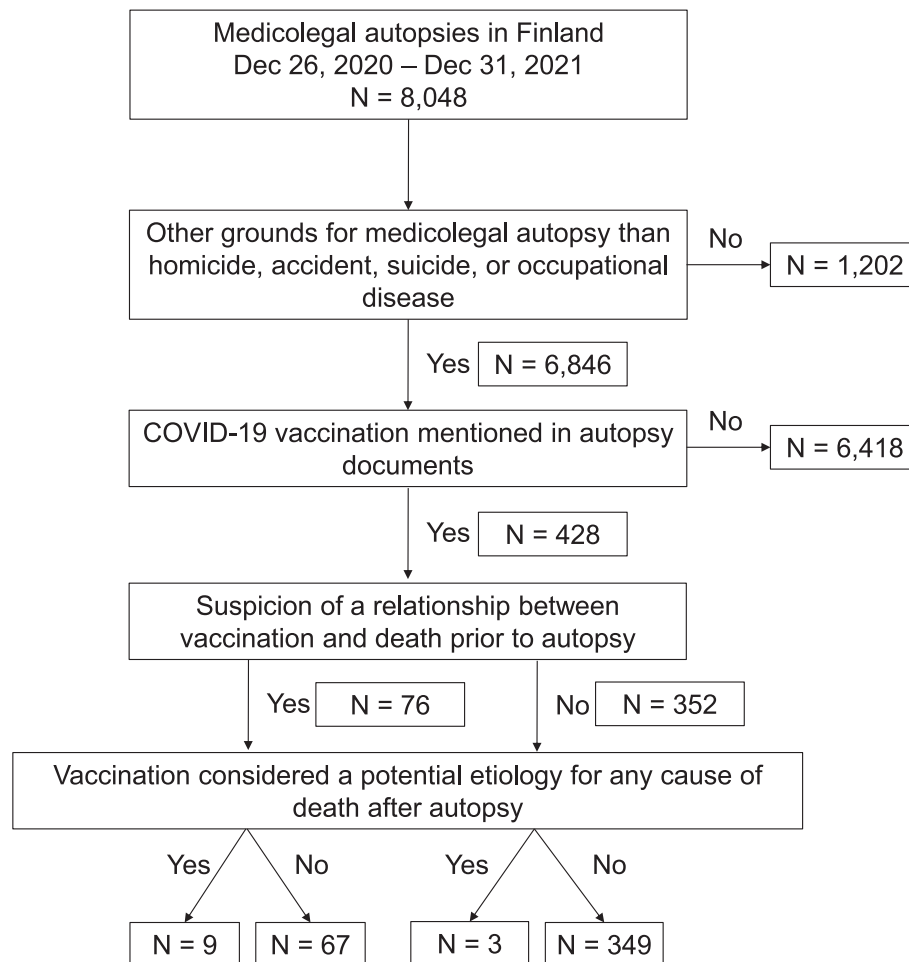 Medicolegal autopsies in Finland
Dec 26, 2020 – Dec 31, 2021
N = 8,048
Other grounds for medicolegal autopsy than
homicide, accident, suicide, or occupational
disease
No
N = 1,202
Yes
N = 6,846
COVID-19 vaccination mentioned in autopsy
documents
No
N = 6,418
Yes
N = 428
Suspicion of a relationship between
vaccination and death prior to autopsy
Yes
N = 76
No
N = 352
Vaccination considered a potential etiology for any cause of
death after autopsy
Yes
No
Yes
No
N = 9
N = 67
N = 3
N = 349